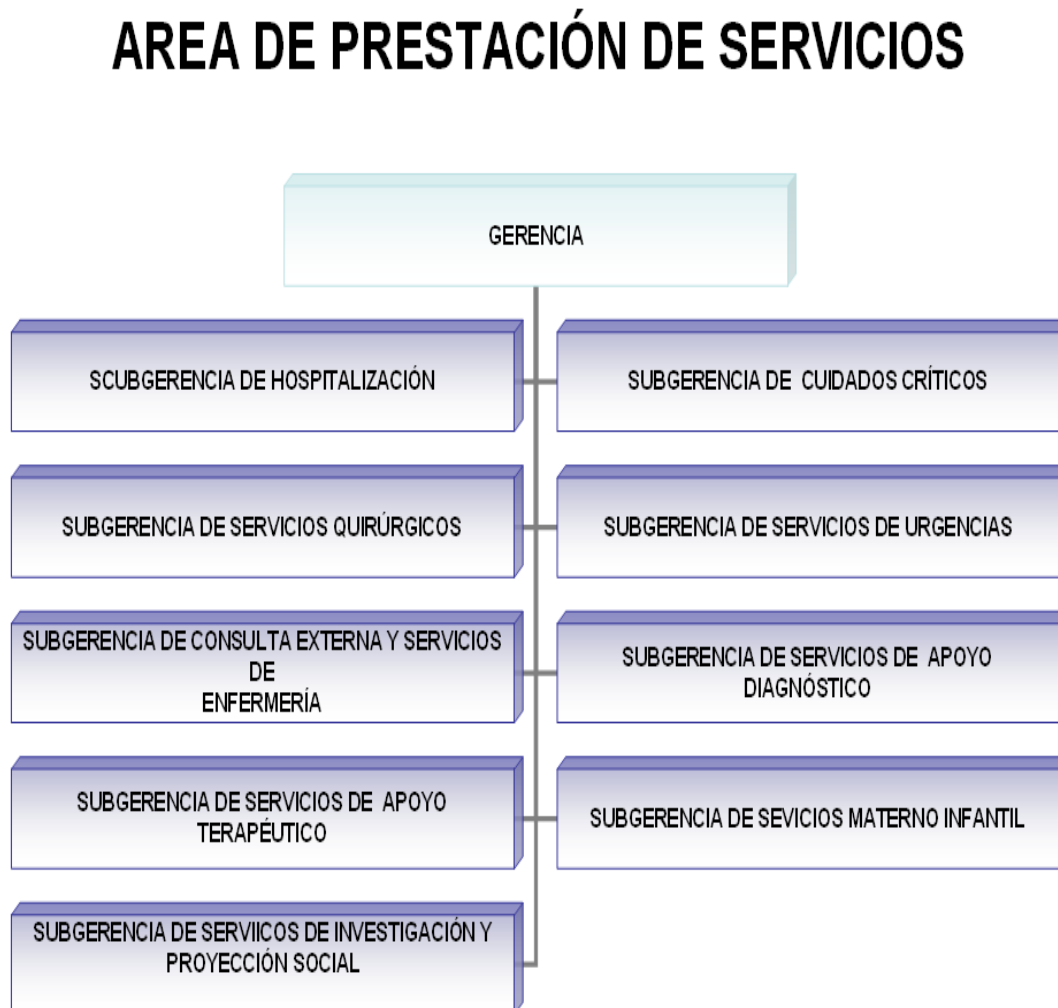 AREA DE PRESTACIÓN DE SERVICIOS
GERENCIA
SCUBGERENCIA DE HOSPITALIZACIÓN
SUBGERENCIA DE CUIDADOS CRÍTICOS
SUBGERENCIA DE SERVICIOS QUIRÚRGICOS
SUBGERENCIA DE SERVICIOS DE URGENCIAS
SUBGERENCIA DE CONSULTA EXTERNA Y SERVICIOS
DE
ENFERMERÍA
SUBGERENCIA DE SERVICIOS DE APOYO
DIAGNÓSTICO
SUBGERENCIA DE SERVICIOS DE APOYO
TERAPÉUTICO
SUBGERENCIA DE SEVICIOS MATERNO INFANTIL
SUBGERENCIA DE SERVIICOS DE INVESTIGACIÓN Y
PROYECCIÓN SOCIAL